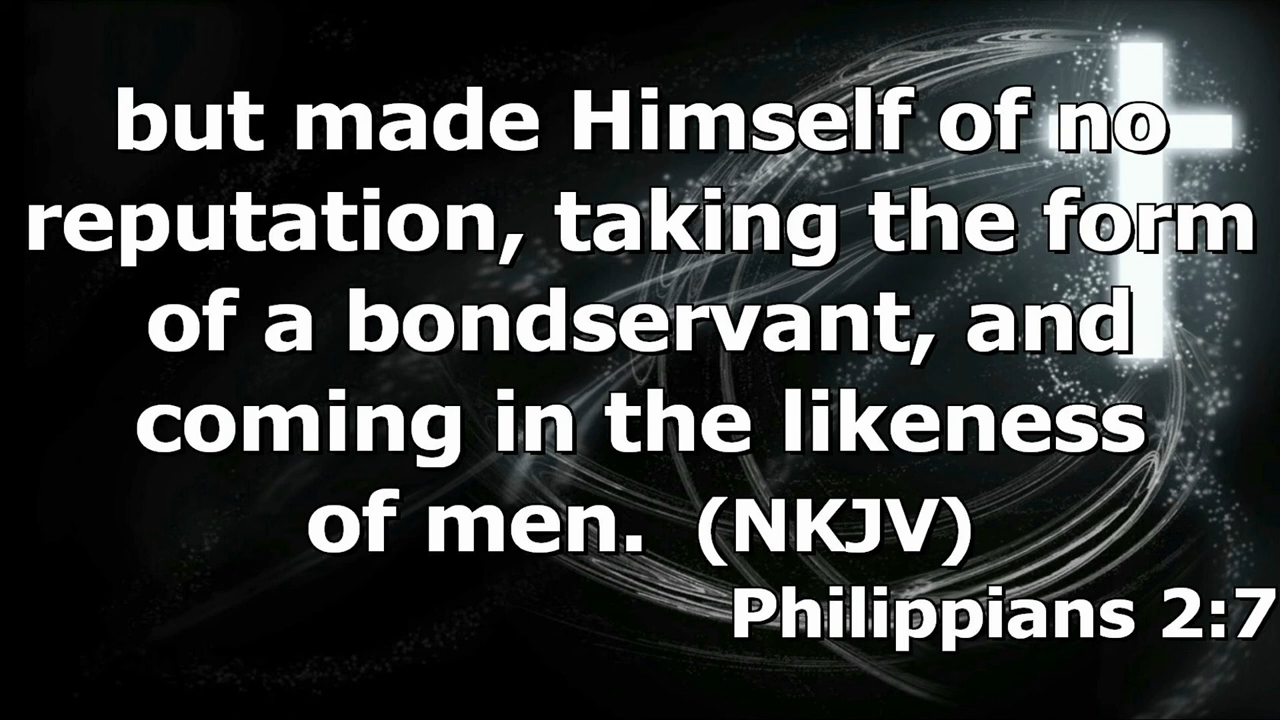 but made Himself of no
reputation, taking the form
of a bondservant, and
coming in the likeness
of men. (NKJV)
Philippians 2:7